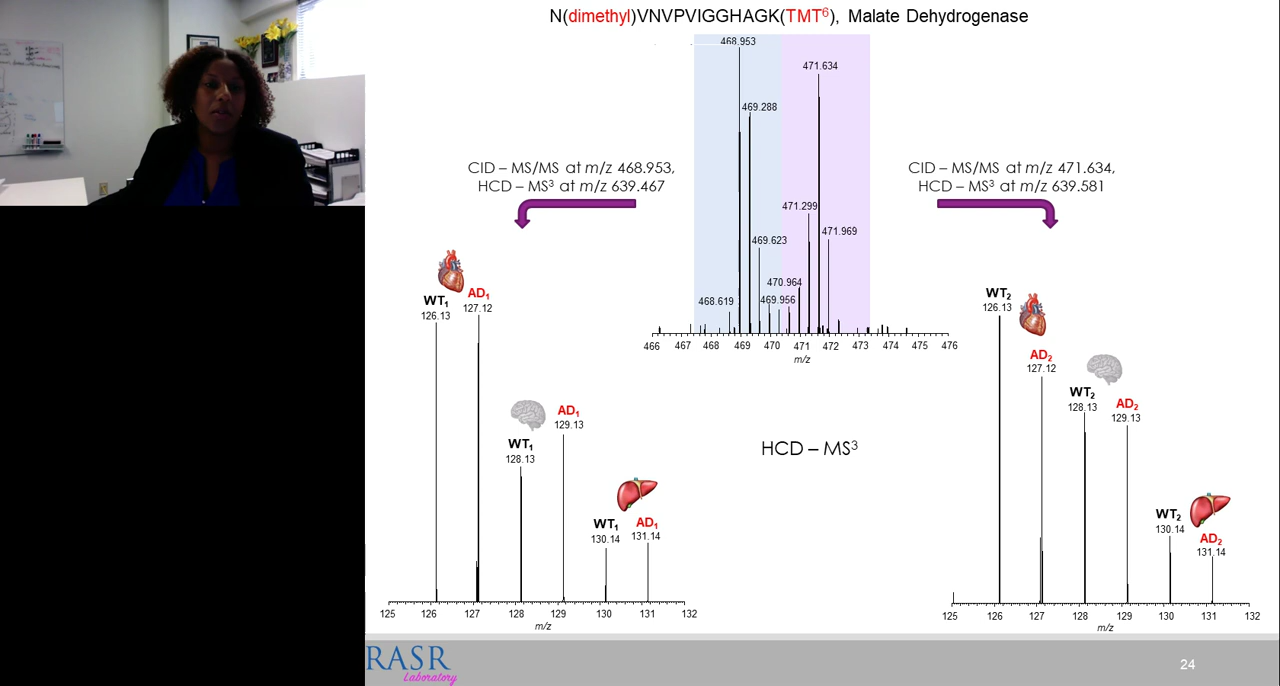 N(dimethyl)VNVPVIGGHAGK(TMT⁶), Malate Dehydrogenase
468.953
471.634
469.288
CID – MS/MS at m/z 468.953,
HCD – MS³ at m/z 639.467
CID – MS/MS at m/z 471.634,
HCD – MS³ at m/z 639.581
471.299
471.969
469.623
470.964
468.619
469.956
466 467 468 469 470 471 472 473 474 475 476
m/z
WT₁
126.13
AD₁
127.12
WT₁
128.13
AD₁
129.13
WT₁
130.14
AD₁
131.14
125 126 127 128 129 130 131 132
m/z
HCD – MS³
WT₂
126.13
AD₂
127.12
WT₂
128.13
AD₂
129.13
WT₂
130.14
AD₂
131.14
125 126 127 128 129 130 131 132
m/z
RASR
Laboratory
24